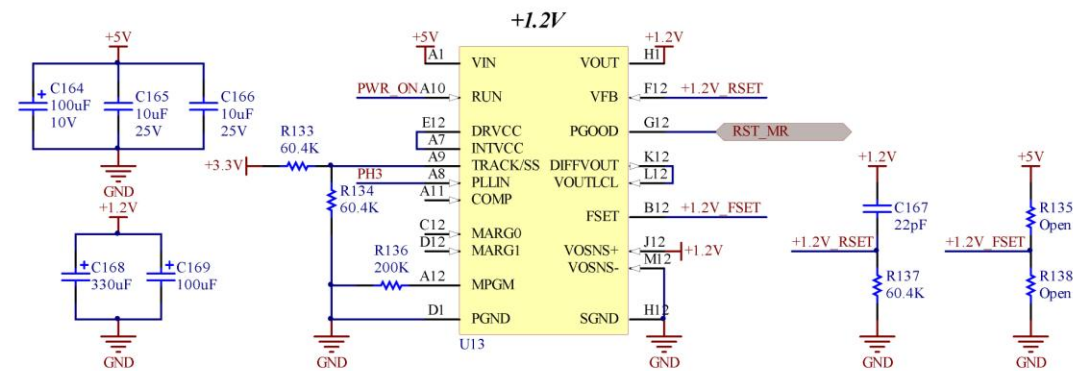 +1.2V
+5V
C164
100uF
10V
C165
10uF
25V
C166
10uF
25V
GND
+1.2V
C168
330uF
C169
100uF
GND
+3.3V
R133
60.4K
R134
60.4K
R136
200K
GND
+5V
A1 VIN
PWR_ON A10 RUN
E12 DRVCC
A7 INTVCC
A9 TRACK/SS
PH3 A8 PLLIN
A11 COMP
C12 MARG0
D12 MARG1
A12 MPGM
D1 PGND
U13
+1.2V
VOUT H1
VFB F12 +1.2V_RSET
PGOOD G12 RST_MR
DIFFVOUT K12
VOUTLCL L12
FSET B12 +1.2V_FSET
VOSNS+ J12 +1.2V
VOSNS- M12
SGND H12
GND
+1.2V
C167
22pF
+1.2V_RSET
R137
60.4K
GND
+5V
R135
Open
+1.2V_FSET
R138
Open
GND